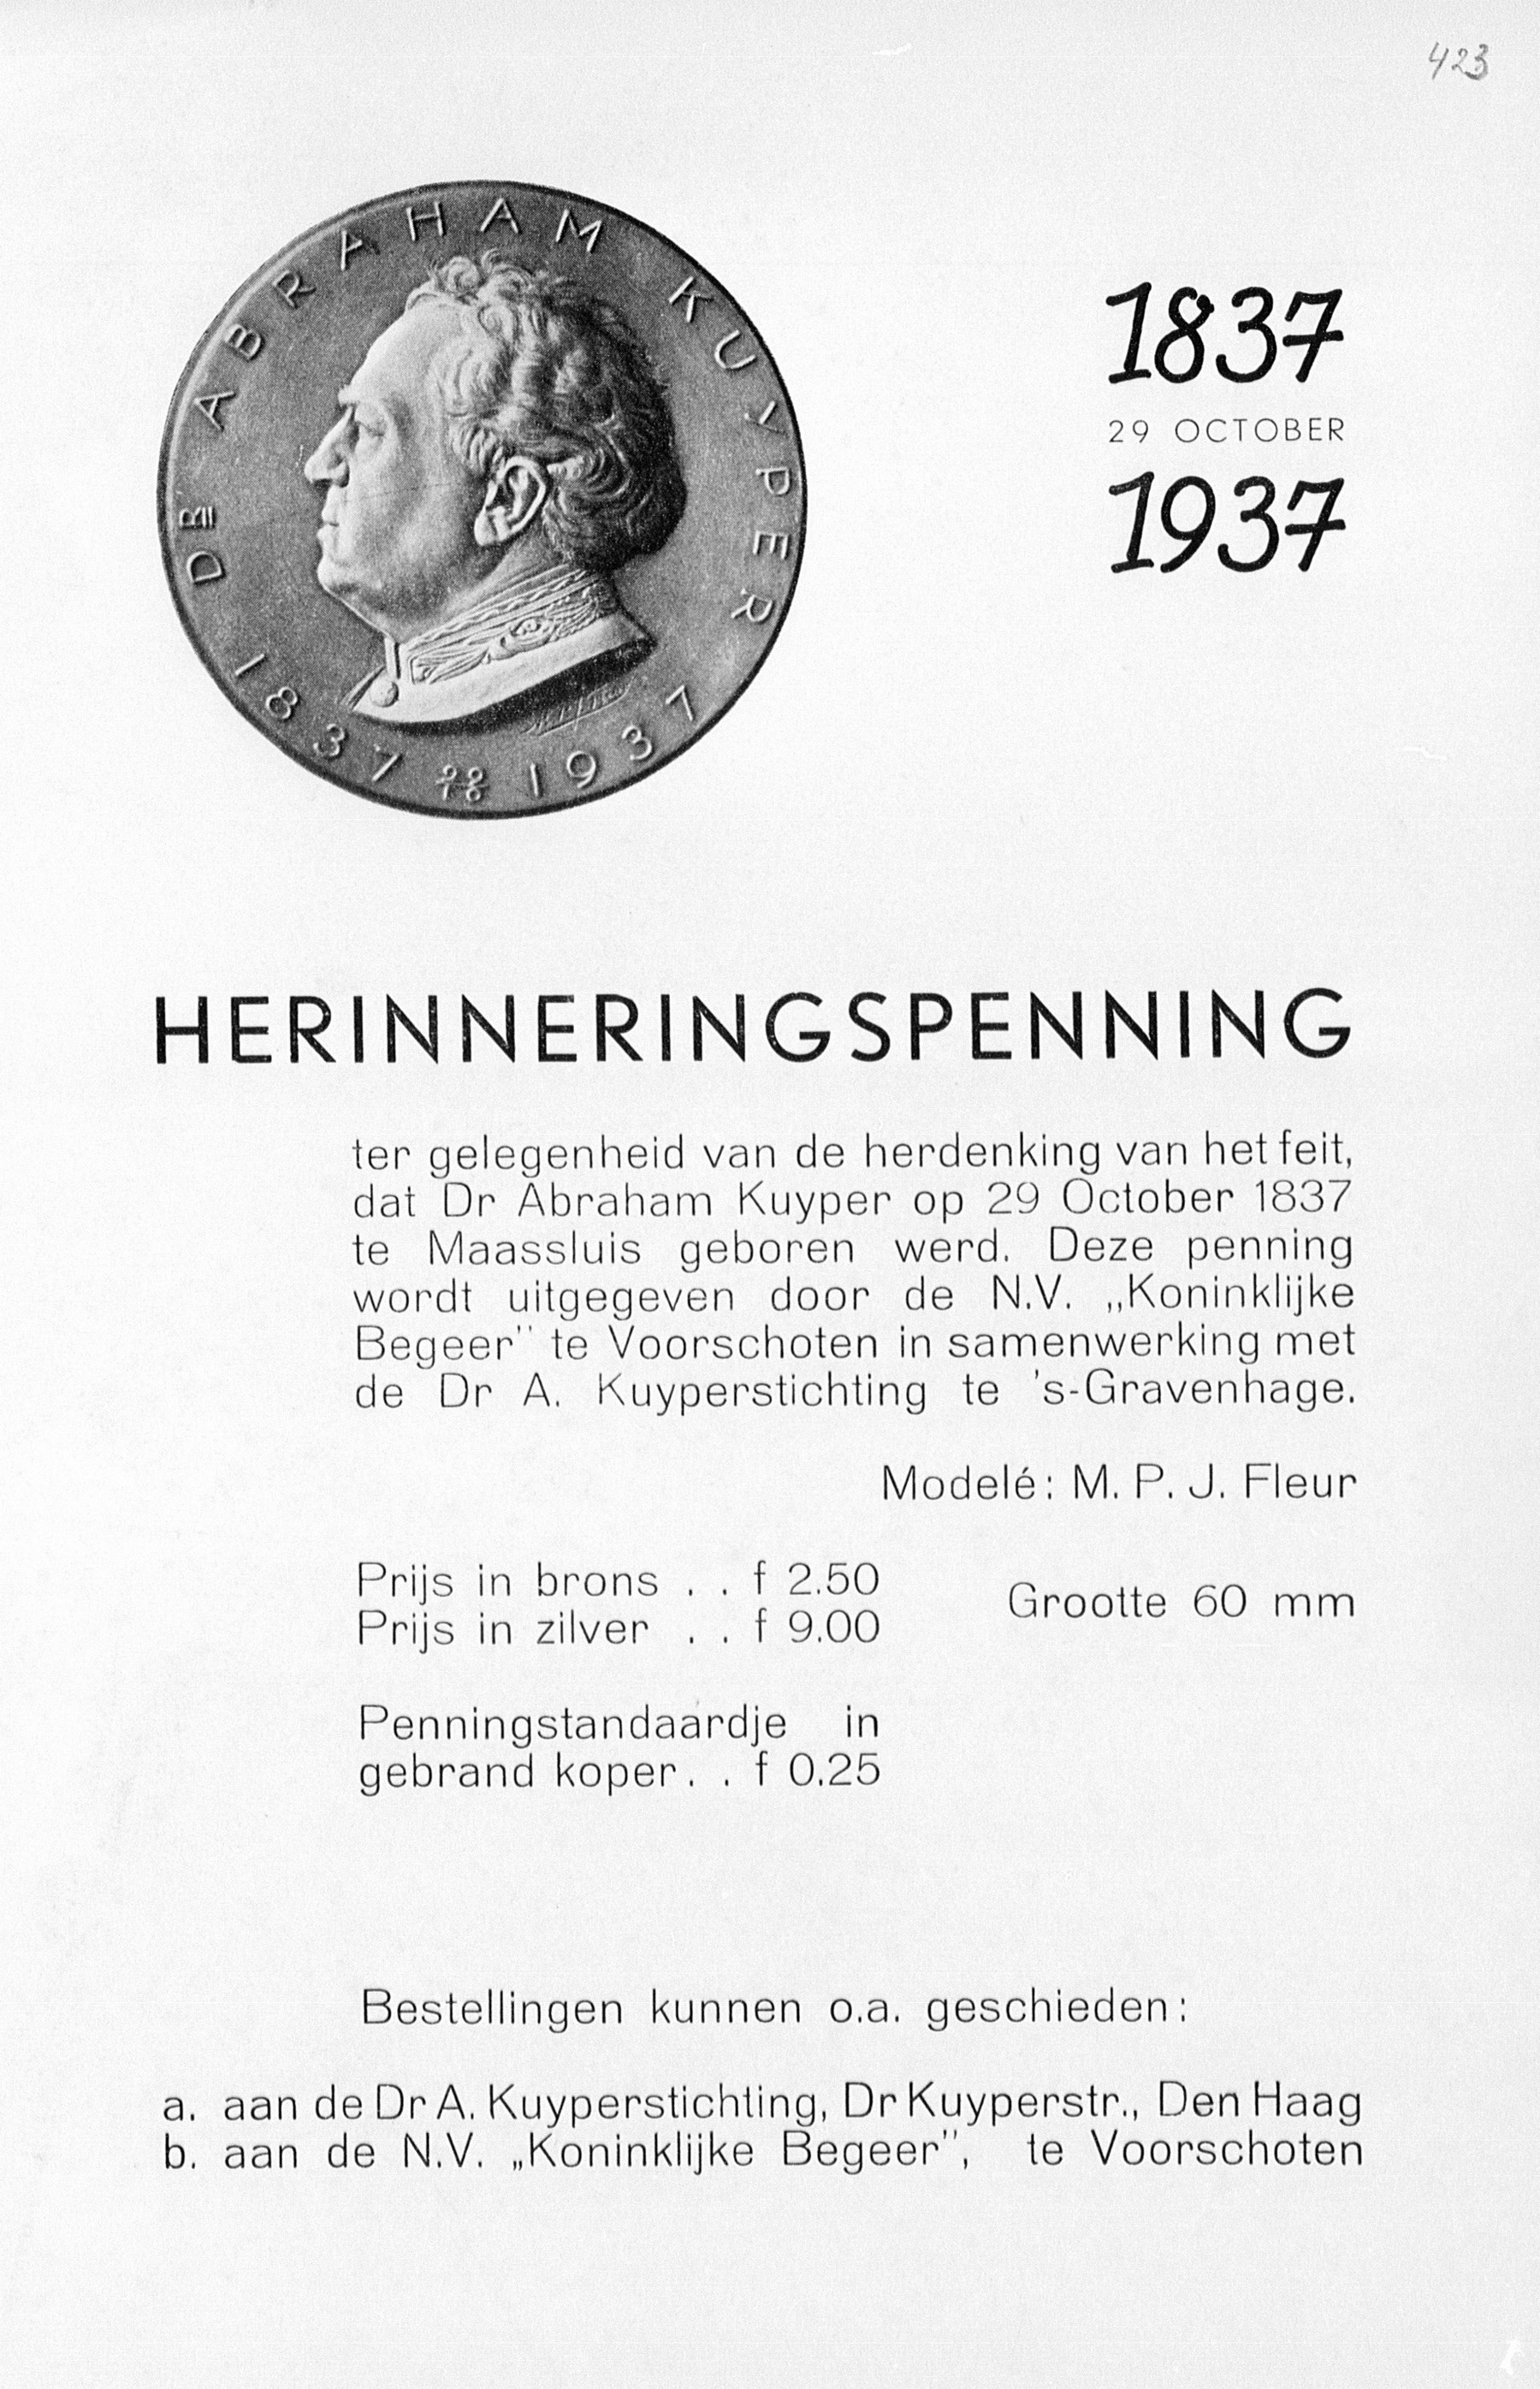 423
DR ABRAHAM KUYPER
1837 29/10 1937
1837
29 OCTOBER
1937
HERINNERINGSPENNING
ter gelegenheid van de herdenking van het feit,
dat Dr Abraham Kuyper op 29 October 1837
te Maassluis geboren werd. Deze penning
wordt uitgegeven door de N.V. „Koninklijke
Begeer" te Voorschoten in samenwerking met
de Dr A. Kuyperstichting te 's-Gravenhage.
Modelé: M. P. J. Fleur
Prijs in brons . . f 2.50
Prijs in zilver . . f 9.00
Grootte 60 mm
Penningstandaardje in
gebrand koper. . f 0.25
Bestellingen kunnen o.a. geschieden:
a. aan de Dr A. Kuyperstichting, Dr Kuyperstr., Den Haag
b. aan de N.V. „Koninklijke Begeer", te Voorschoten